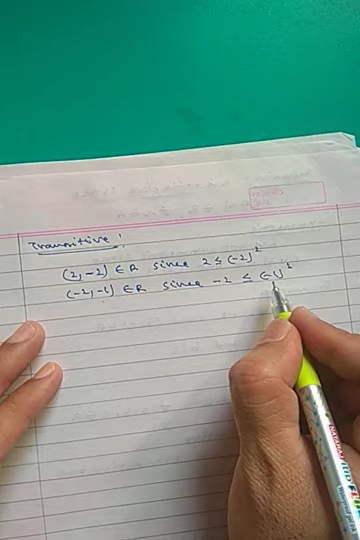 Transitive :
(2, -2) ∈ R since 2 ≤ (-2)²
(-2, -1) ∈ R since -2 ≤ (-1)²